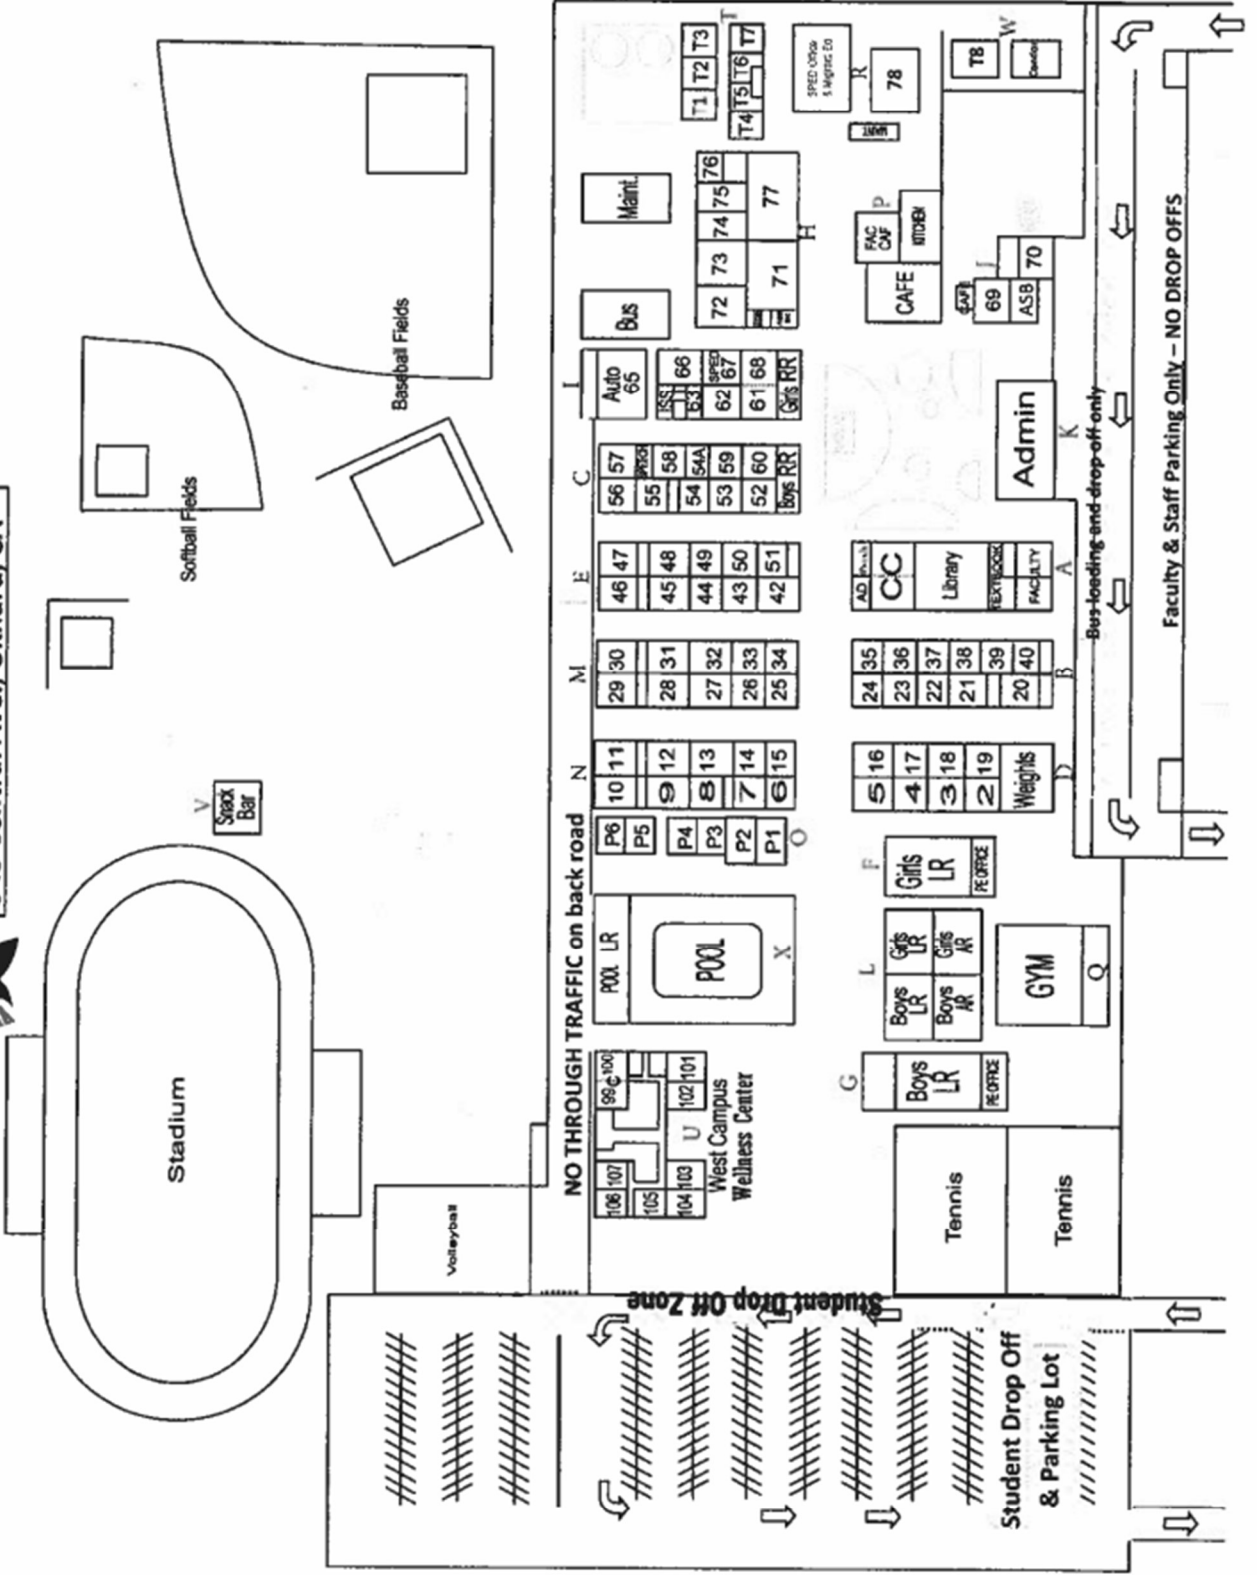 Stadium
V
Snack
Bar
Softball Fields
Baseball Fields
Volleyball
NO THROUGH TRAFFIC on back road
Student Drop Off Zone
Student Drop Off
& Parking Lot
106 107
105
104 103
99 C 100
102 101
U
West Campus
Wellness Center
POOL LR
POOL
X
P6
P5
P4
P3
P2
P1
O
N
10 11
9 12
8 13
7 14
6 15
M
29 30
28 31
27 32
26 33
25 34
E
46 47
45 48
44 49
43 50
42 51
C
56 57
55 58
54 54A
53 59
52 60
Boys RR
I
Auto
65
ISS 66
63
62 SPED 67
61 68
Girls RR
Bus
Maint.
72 73 74 75 76
71 77
H
T1 T2 T3
T4 T5 T6 T7
T
SPED Office
& Migrant Ed
R
78
MAINT
T8
W
FAC
CAF
P
KITCHEN
CAFE
J
69
70
ASB
Admin
K
AD
CC
Library
TEXTBOOK
FACULTY
A
24 35
23 36
22 37
21 38
39
20 40
B
5 16
4 17
3 18
2 19
Weights
D
F
Girls
LR
PE OFFICE
L
Boys
LR
Girls
LR
Boys
AR
Girls
AR
GYM
Q
G
Boys
LR
PE OFFICE
Tennis
Tennis
Bus loading and drop off only
Faculty & Staff Parking Only – NO DROP OFFS